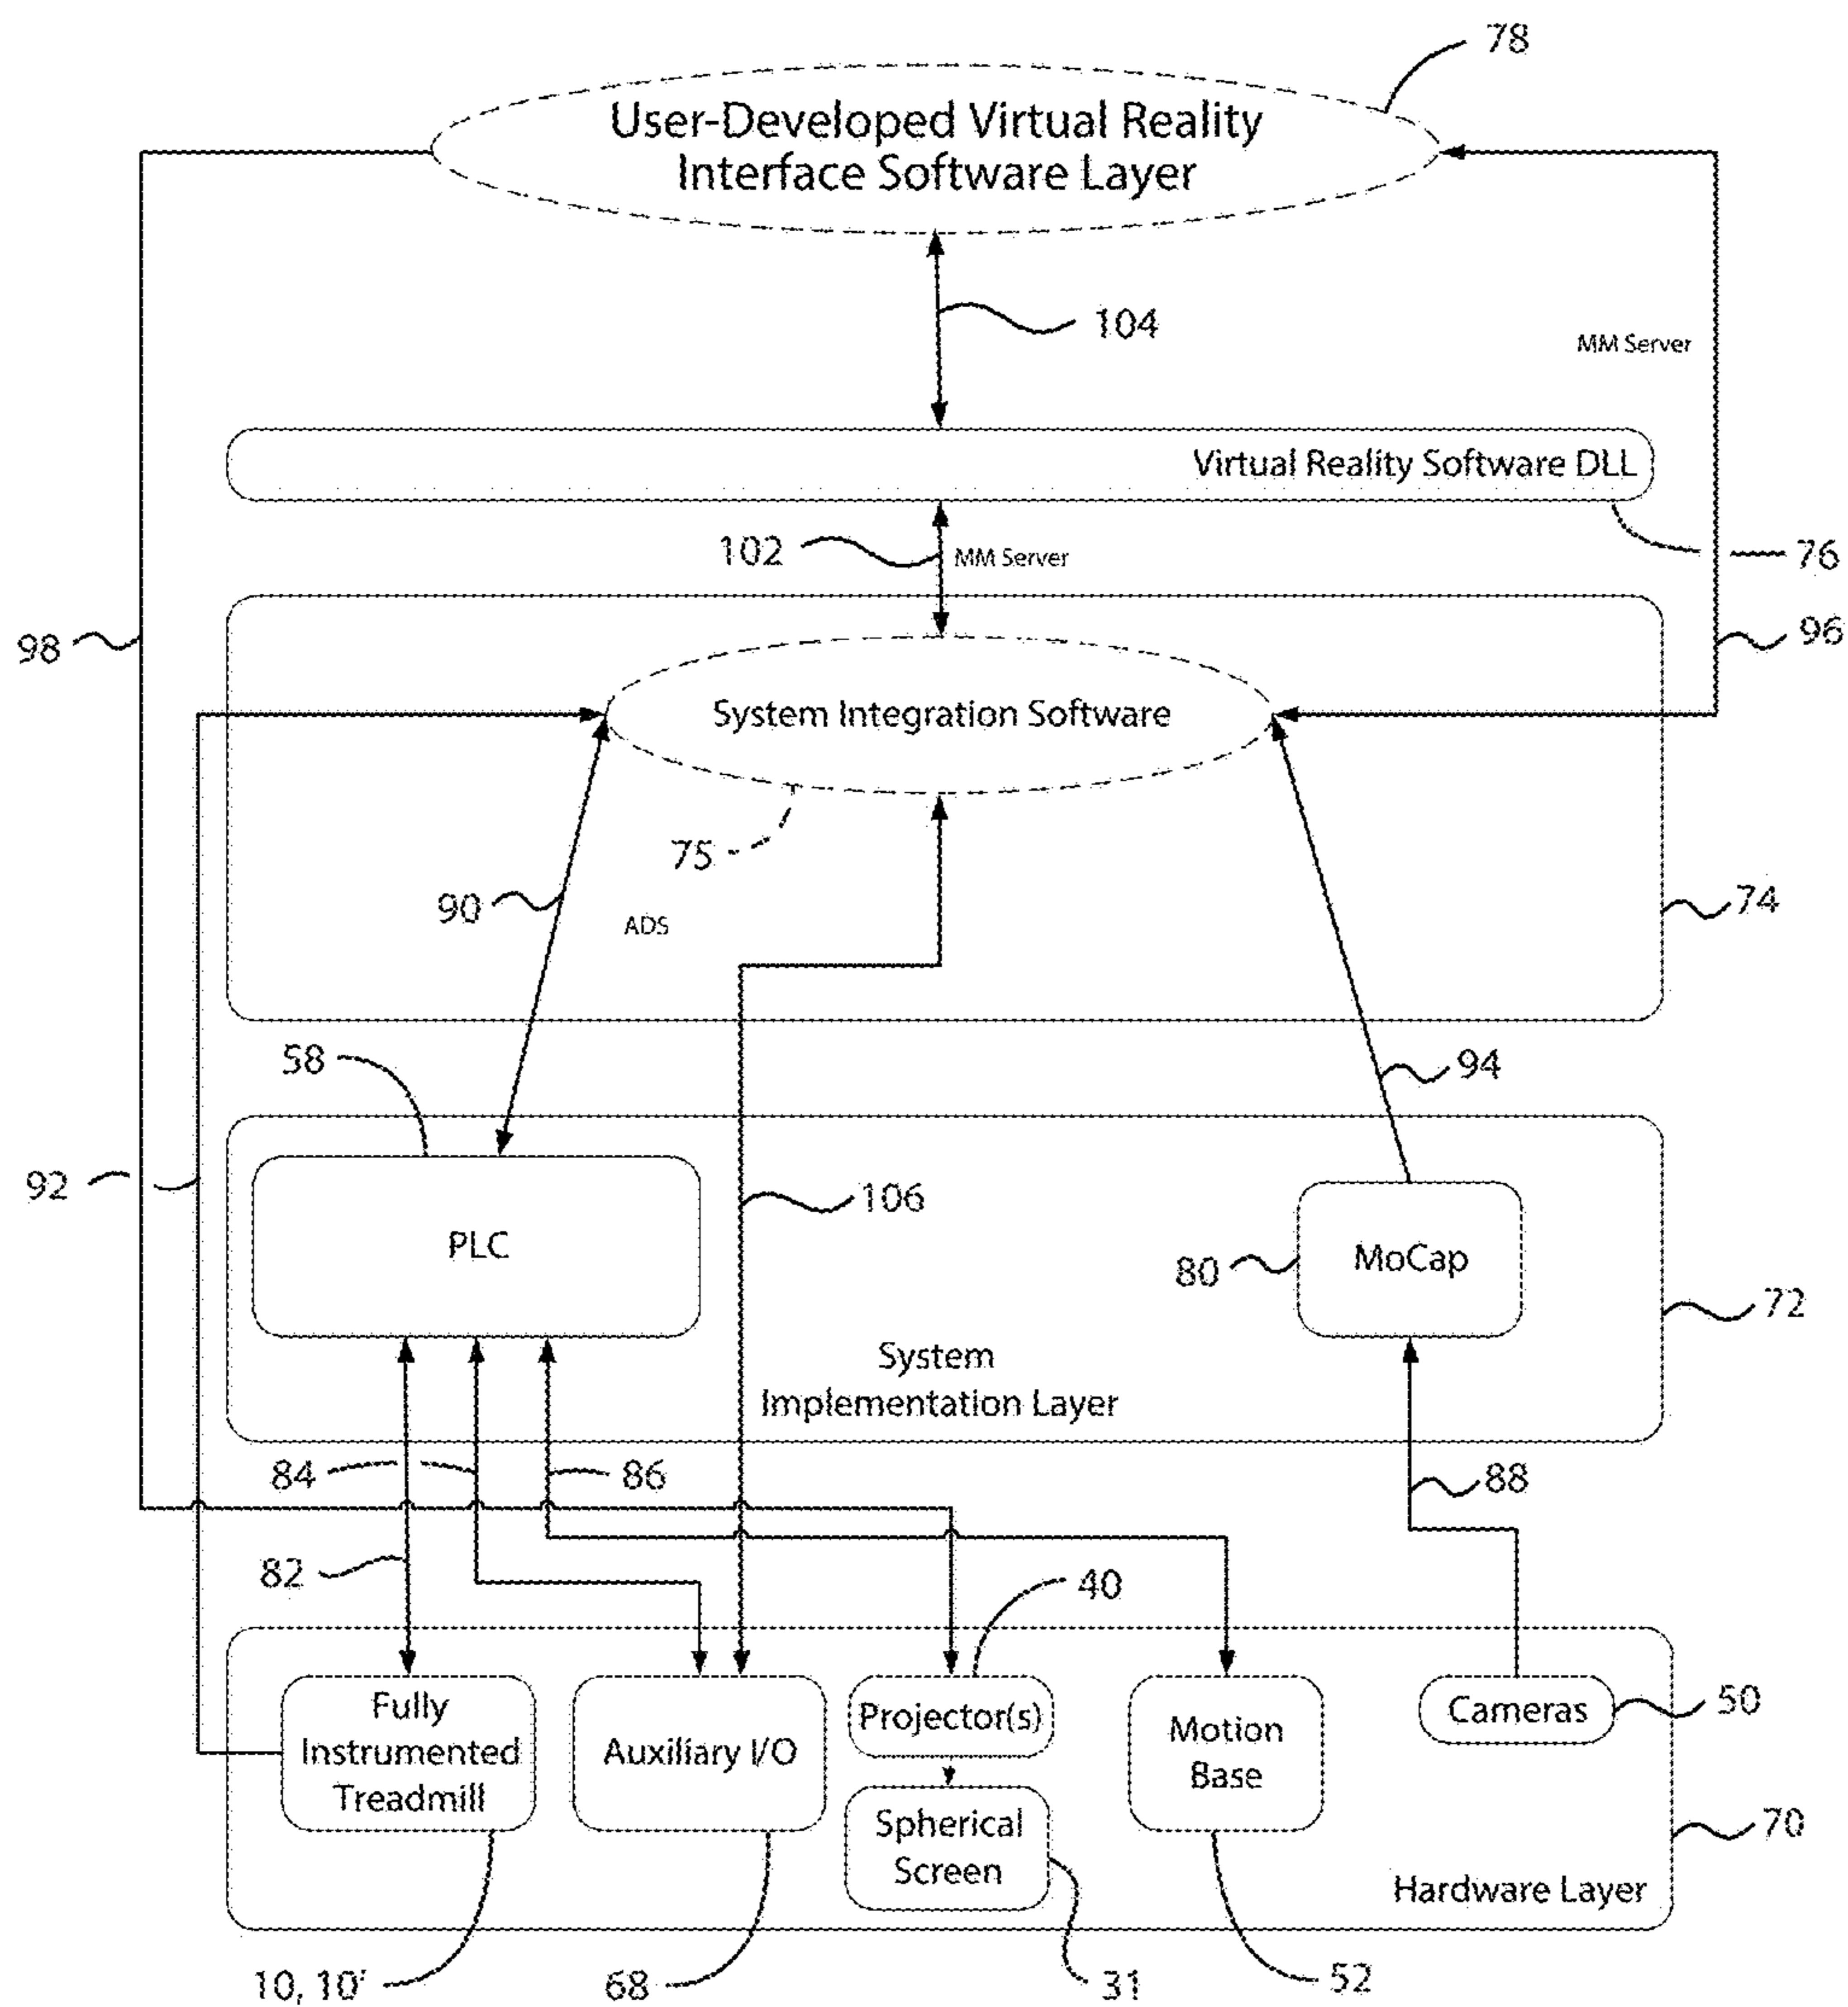 78
User-Developed Virtual Reality
Interface Software Layer
104
MM Server
Virtual Reality Software DLL
102
MM Server
76
98
96
System Integration Software
75
74
90
ADS
58
94
92
106
PLC
80
MoCap
72
System
Implementation Layer
84
86
88
82
40
Fully
Instrumented
Treadmill
Auxiliary I/O
Projector(s)
Motion
Base
Cameras
50
Spherical
Screen
70
Hardware Layer
10, 10'
68
31
52